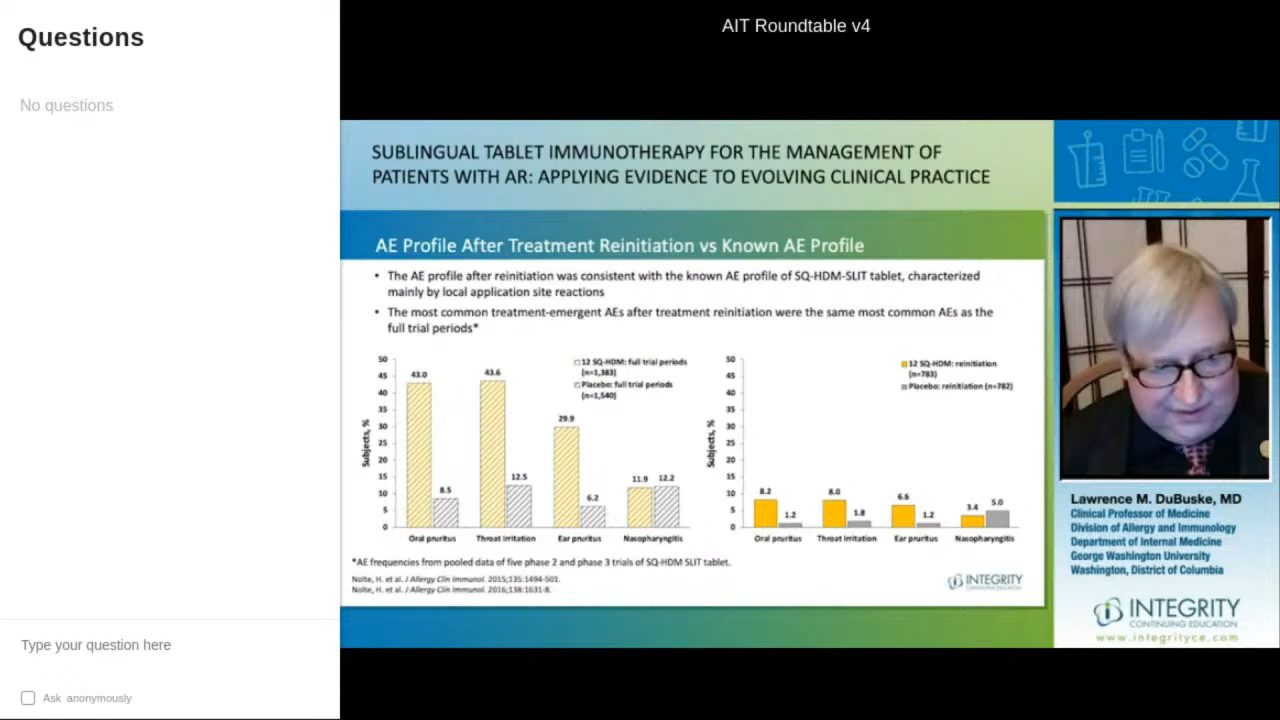 Questions
No questions
Type your question here
Ask anonymously
AIT Roundtable v4
SUBLINGUAL TABLET IMMUNOTHERAPY FOR THE MANAGEMENT OF
PATIENTS WITH AR: APPLYING EVIDENCE TO EVOLVING CLINICAL PRACTICE
AE Profile After Treatment Reinitiation vs Known AE Profile
• The AE profile after reinitiation was consistent with the known AE profile of SQ-HDM-SLIT tablet, characterized
mainly by local application site reactions
• The most common treatment-emergent AEs after treatment reinitiation were the same most common AEs as the
full trial periods*
12 SQ-HDM: full trial periods
(n=1,383)
Placebo: full trial periods
(n=1,540)
Subjects, %
50
45
40
35
30
25
20
15
10
5
0
43.0
8.5
43.6
12.5
29.9
6.2
11.9
12.2
Oral pruritus
Throat irritation
Ear pruritus
Nasopharyngitis
12 SQ-HDM: reinitiation
(n=783)
Placebo: reinitiation (n=782)
Subjects, %
50
45
40
35
30
25
20
15
10
5
0
8.2
1.2
8.0
1.8
6.6
1.2
3.4
5.0
Oral pruritus
Throat irritation
Ear pruritus
Nasopharyngitis
*AE frequencies from pooled data of five phase 2 and phase 3 trials of SQ-HDM SLIT tablet.
Nolte, H. et al. J Allergy Clin Immunol. 2015;135:1494-501.
Nolte, H. et al. J Allergy Clin Immunol. 2016;138:1631-8.
INTEGRITY
CONTINUING EDUCATION
Lawrence M. DuBuske, MD
Clinical Professor of Medicine
Division of Allergy and Immunology
Department of Internal Medicine
George Washington University
Washington, District of Columbia
INTEGRITY
CONTINUING EDUCATION
www.integrityce.com